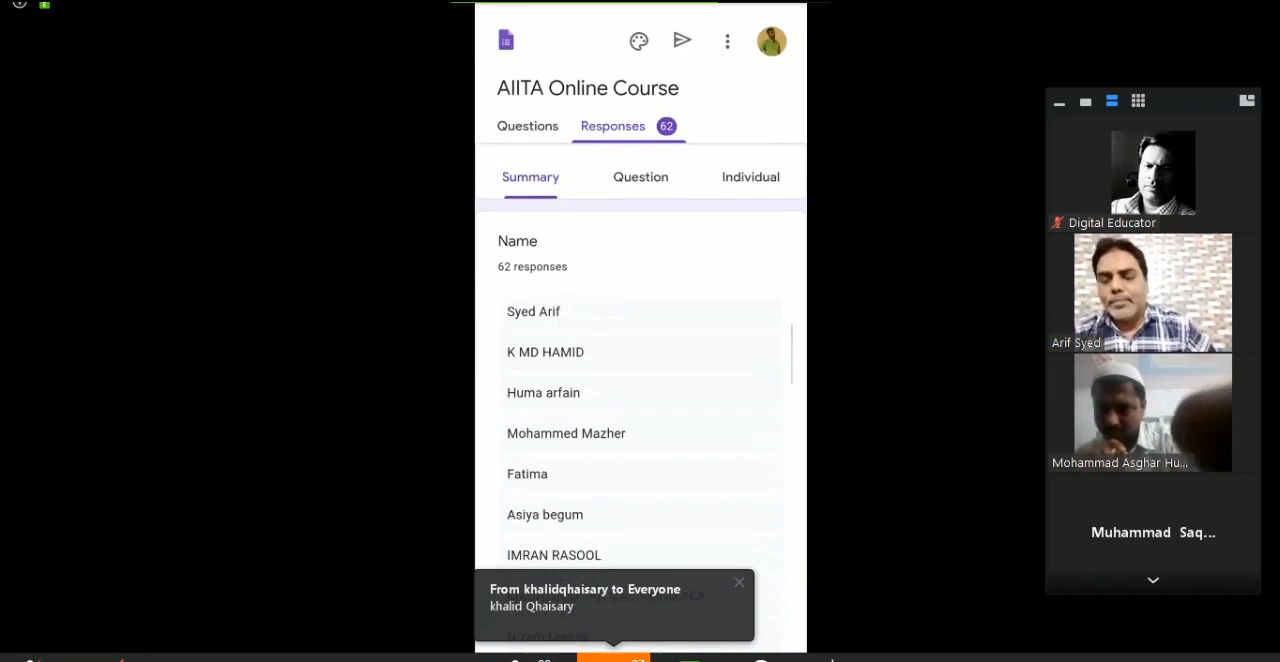 AIITA Online Course
Questions
Responses 62
Summary
Question
Individual
Name
62 responses
Syed Arif
K MD HAMID
Huma arfain
Mohammed Mazher
Fatima
Asiya begum
IMRAN RASOOL
From khalidqhaisary to Everyone
khalid Qhaisary
Digital Educator
Arif Syed
Mohammad Asghar Hu...
Muhammad Saq...